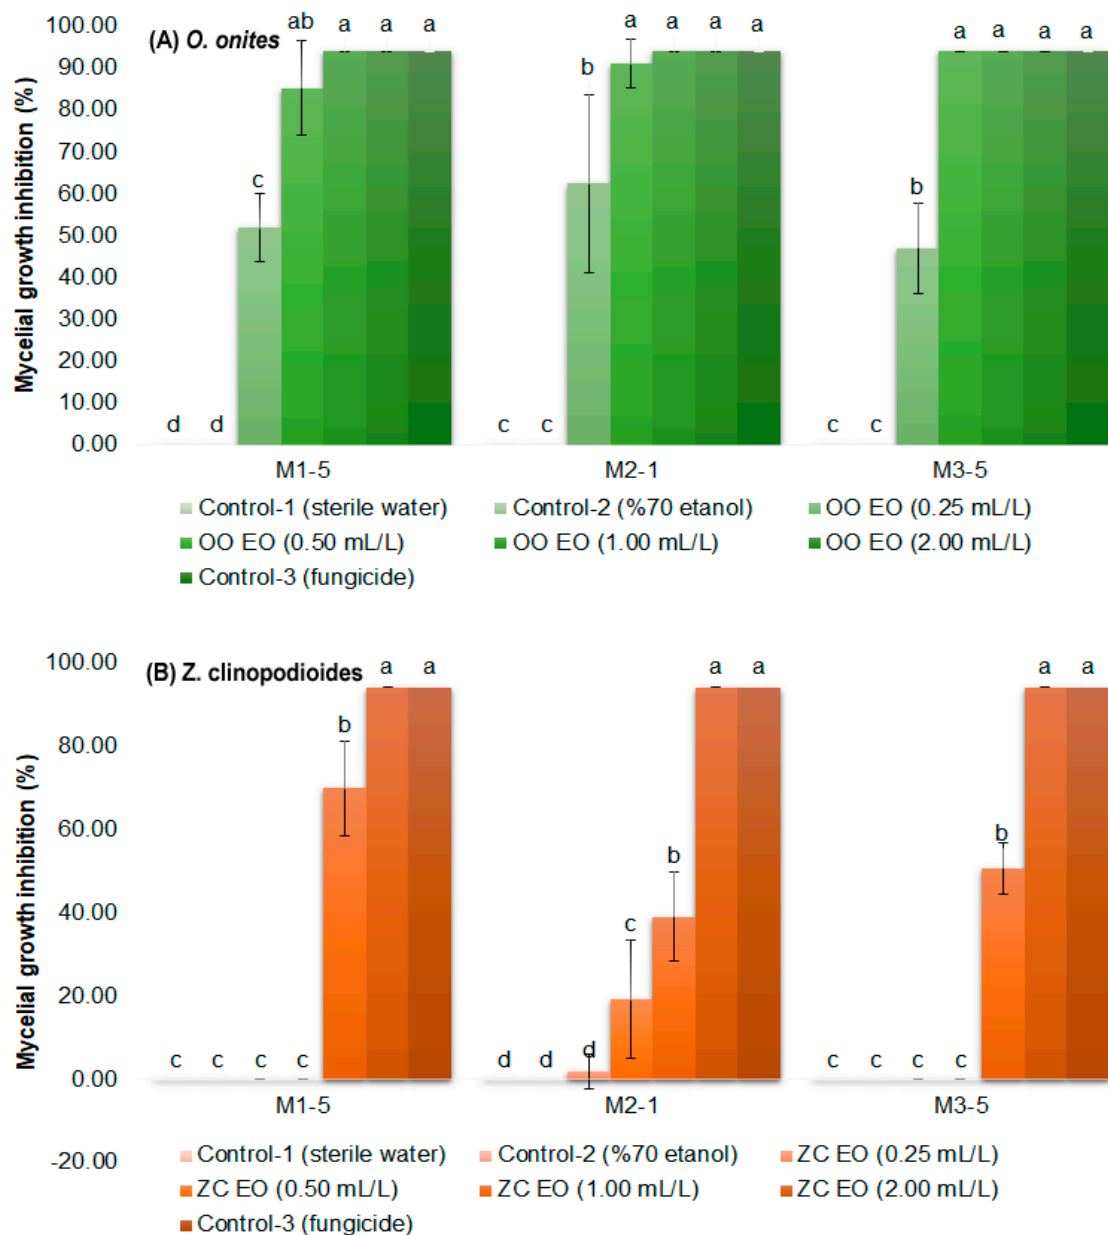 (A) O. onites
Mycelial growth inhibition (%)
100.00
90.00
80.00
70.00
60.00
50.00
40.00
30.00
20.00
10.00
0.00
d d c ab a a a
c c b a a a a
c c b a a a a
M1-5 M2-1 M3-5
Control-1 (sterile water) Control-2 (%70 etanol) OO EO (0.25 mL/L)
OO EO (0.50 mL/L) OO EO (1.00 mL/L) OO EO (2.00 mL/L)
Control-3 (fungicide)
(B) Z. clinopodioides
Mycelial growth inhibition (%)
100.00
80.00
60.00
40.00
20.00
0.00
-20.00
c c c c b a a
d d d c b a a
c c c c b a a
M1-5 M2-1 M3-5
Control-1 (sterile water) Control-2 (%70 etanol) ZC EO (0.25 mL/L)
ZC EO (0.50 mL/L) ZC EO (1.00 mL/L) ZC EO (2.00 mL/L)
Control-3 (fungicide)